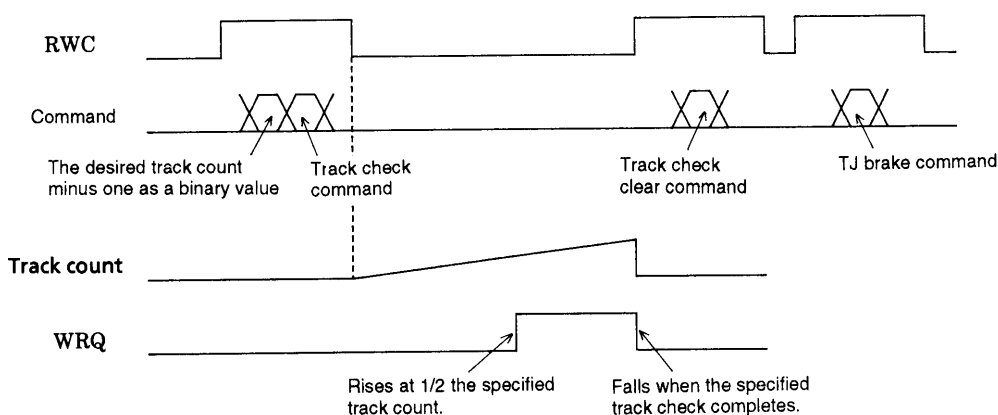 RWC
Command
The desired track count
minus one as a binary value
Track check
command
Track check
clear command
TJ brake command
Track count
WRQ
Rises at 1/2 the specified
track count.
Falls when the specified
track check completes.